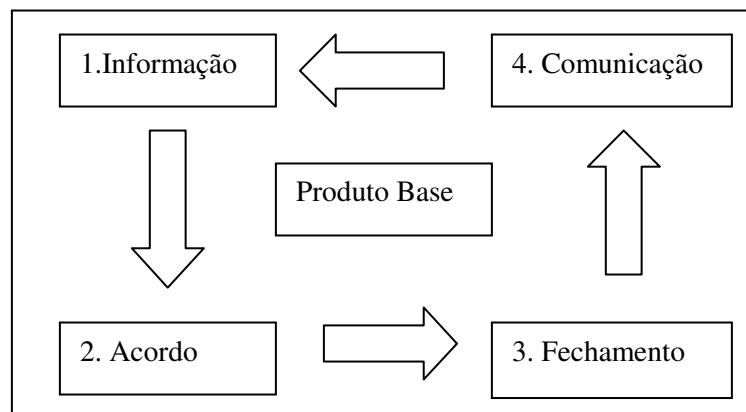 1.Informação
4. Comunicação
Produto Base
2. Acordo
3. Fechamento